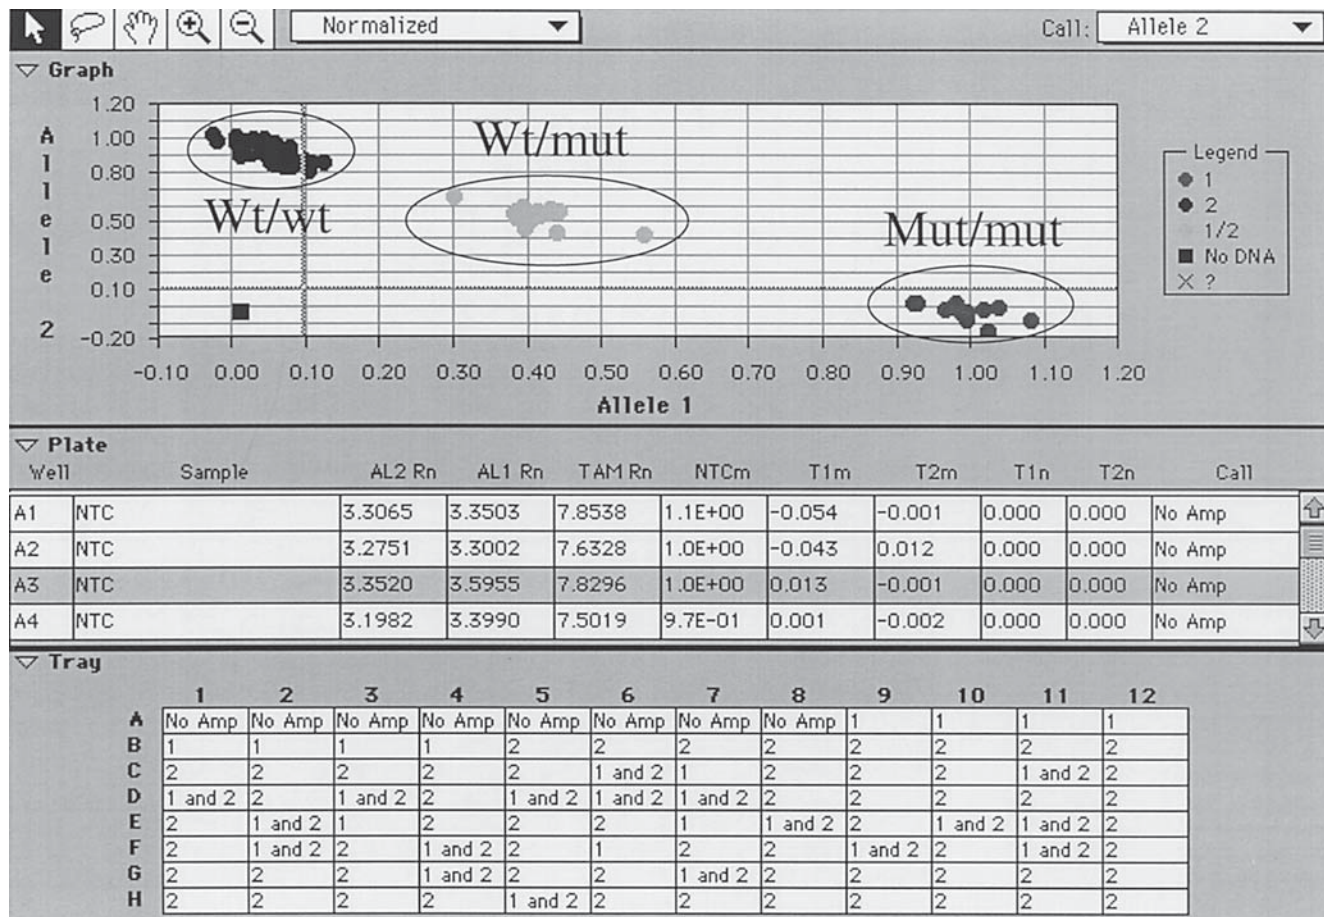 Normalized
Call: Allele 2
Graph
Allele 2
1.20
1.00
0.80
0.50
0.30
0.10
-0.20
Wt/wt
Wt/mut
Mut/mut
Legend
1
2
1/2
No DNA
?
-0.10 0.00 0.10 0.20 0.30 0.40 0.50 0.60 0.70 0.80 0.90 1.00 1.10 1.20
Allele 1
Plate
Well Sample AL2 Rn AL1 Rn TAM Rn NTCm T1m T2m T1n T2n Call
A1 NTC 3.3065 3.3503 7.8538 1.1E+00 -0.054 -0.001 0.000 0.000 No Amp
A2 NTC 3.2751 3.3002 7.6328 1.0E+00 -0.043 0.012 0.000 0.000 No Amp
A3 NTC 3.3520 3.5955 7.8296 1.0E+00 0.013 -0.001 0.000 0.000 No Amp
A4 NTC 3.1982 3.3990 7.5019 9.7E-01 0.001 -0.002 0.000 0.000 No Amp
Tray
1 2 3 4 5 6 7 8 9 10 11 12
A No Amp No Amp No Amp No Amp No Amp No Amp No Amp No Amp 1 1 1 1
B 1 1 1 1 2 2 2 2 2 2 2 2
C 2 2 2 2 2 1 and 2 1 2 2 2 1 and 2 2
D 1 and 2 2 1 and 2 2 1 and 2 1 and 2 1 and 2 2 2 2 2 2
E 2 1 and 2 1 2 2 2 1 1 and 2 2 1 and 2 1 and 2 2
F 2 1 and 2 2 1 and 2 2 1 2 2 1 and 2 2 1 and 2 2
G 2 2 2 1 and 2 2 2 1 and 2 2 2 2 2 2
H 2 2 2 2 1 and 2 2 2 2 2 2 2 2